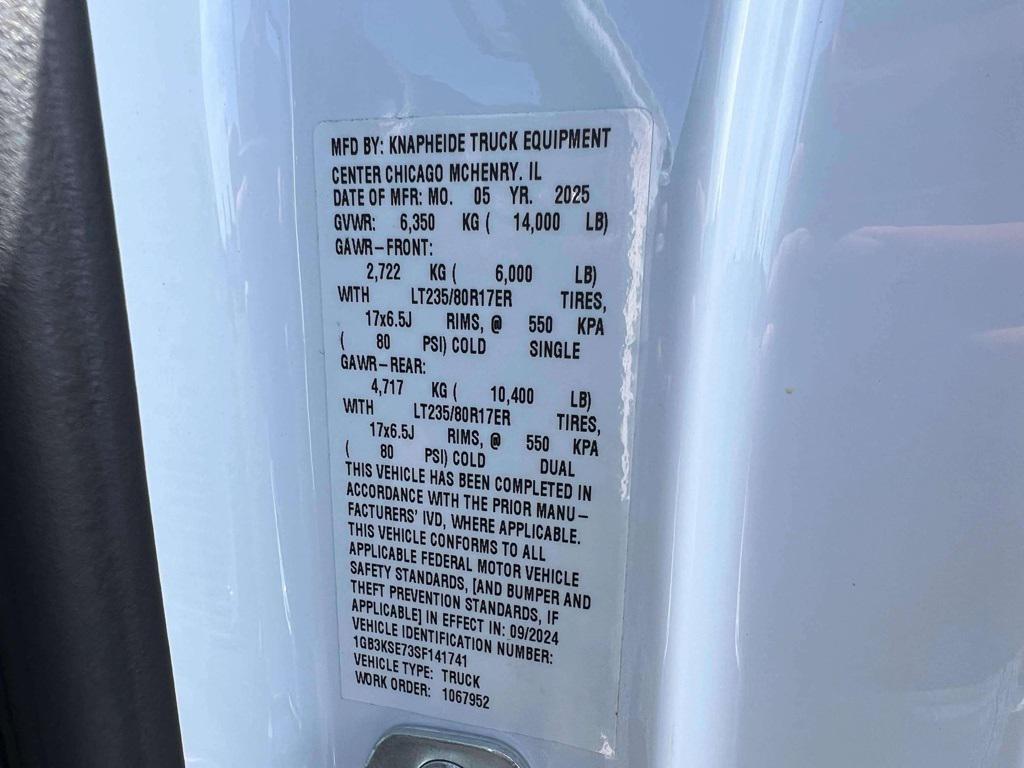 MFD BY: KNAPHEIDE TRUCK EQUIPMENT
CENTER CHICAGO MCHENRY. IL
DATE OF MFR: MO. 05 YR. 2025
GVWR: 6,350 KG ( 14,000 LB)
GAWR-FRONT:
2,722 KG ( 6,000 LB)
WITH LT235/80R17ER TIRES,
17x6.5J RIMS, @ 550 KPA
( 80 PSI) COLD SINGLE
GAWR-REAR:
4,717 KG ( 10,400 LB)
WITH LT235/80R17ER TIRES,
17x6.5J RIMS, @ 550 KPA
( 80 PSI) COLD DUAL
THIS VEHICLE HAS BEEN COMPLETED IN
ACCORDANCE WITH THE PRIOR MANU-
FACTURERS' IVD, WHERE APPLICABLE.
THIS VEHICLE CONFORMS TO ALL
APPLICABLE FEDERAL MOTOR VEHICLE
SAFETY STANDARDS, [AND BUMPER AND
THEFT PREVENTION STANDARDS, IF
APPLICABLE] IN EFFECT IN: 09/2024
VEHICLE IDENTIFICATION NUMBER:
1GB3KSE73SF141741
VEHICLE TYPE: TRUCK
WORK ORDER: 1067952